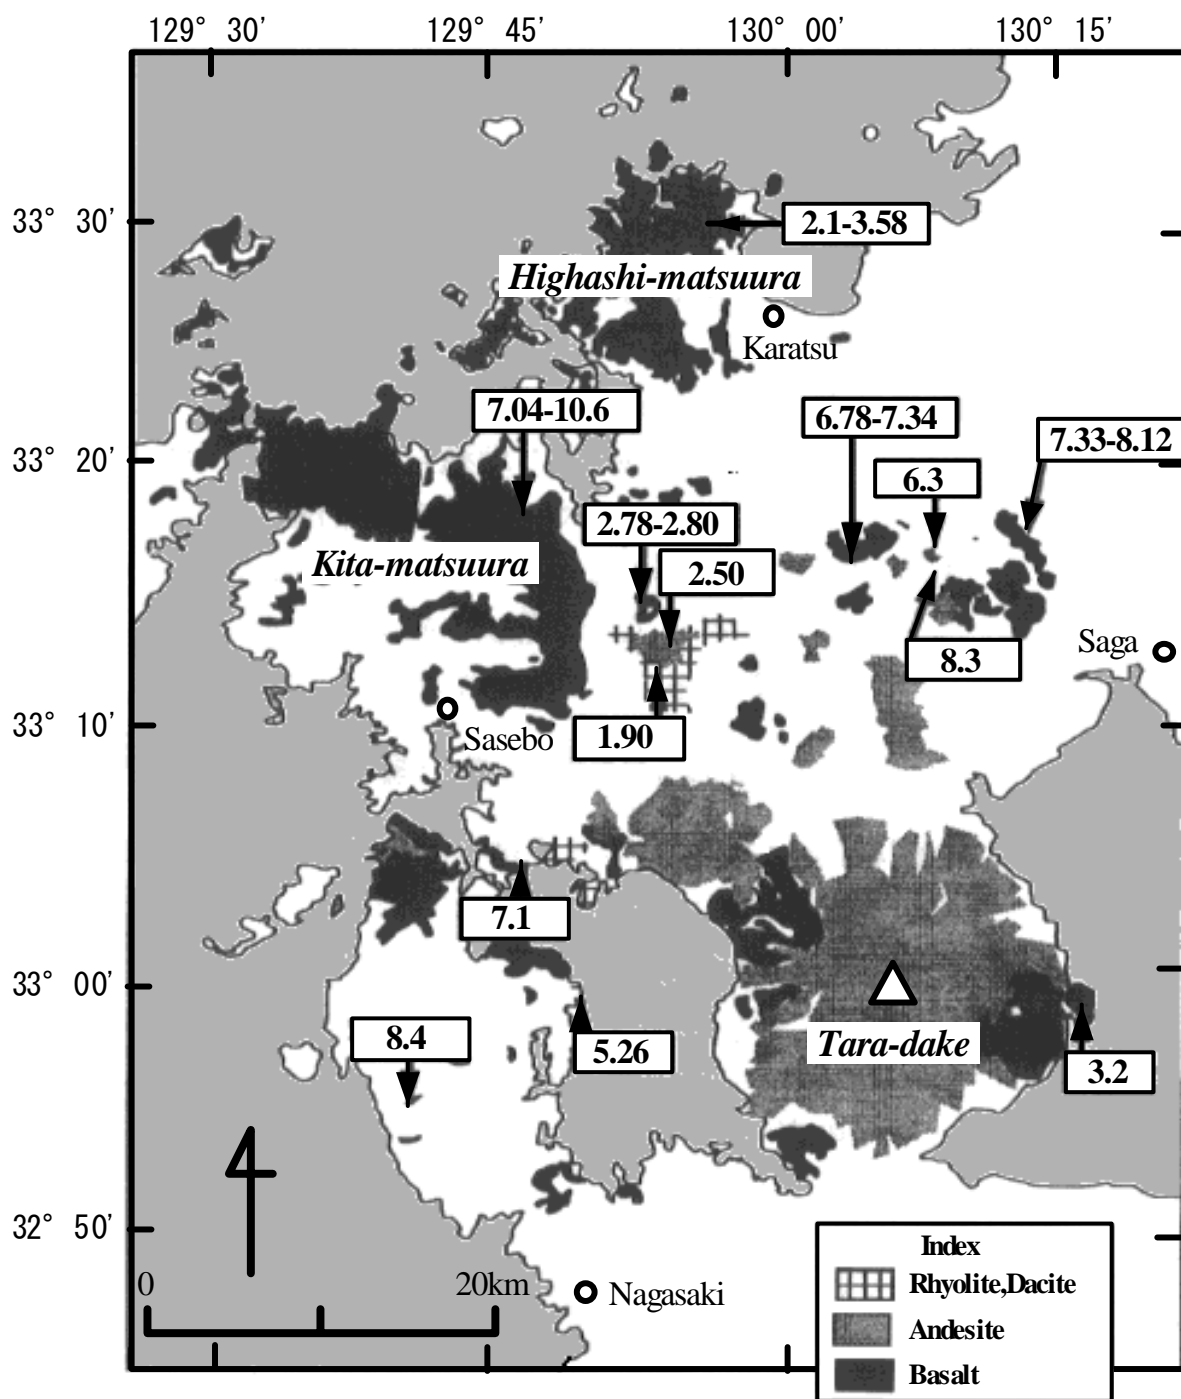 129° 30'
129° 45'
130° 00'
130° 15'
33° 30'
2.1-3.58
Highashi-matsuura
Karatsu
7.04-10.6
6.78-7.34
7.33-8.12
33° 20'
6.3
2.78-2.80
Kita-matsuura
2.50
Saga
8.3
33° 10'
Sasebo
1.90
7.1
33° 00'
8.4
5.26
Tara-dake
3.2
32° 50'
Index
0
20km
Nagasaki
Rhyolite,Dacite
Andesite
Basalt